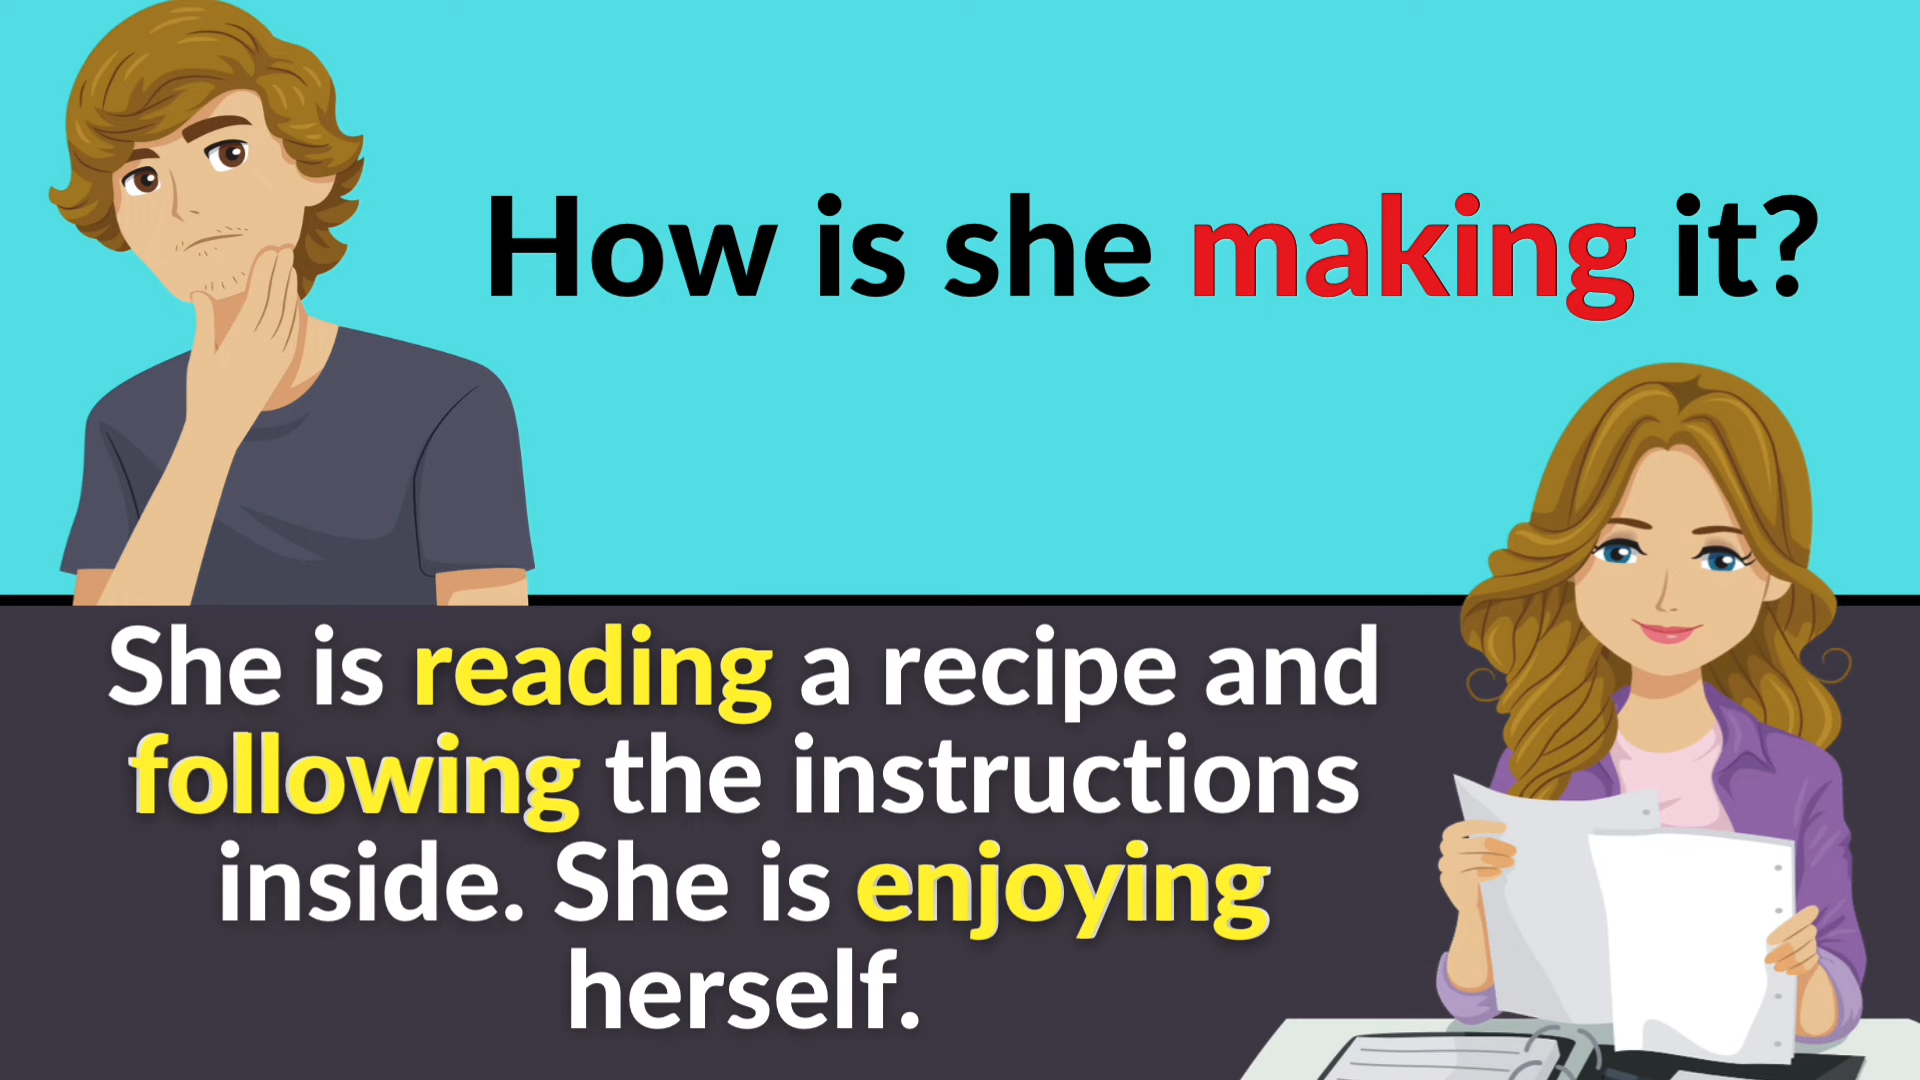 How is she making it?
She is reading a recipe and
following the instructions
inside. She is enjoying
herself.